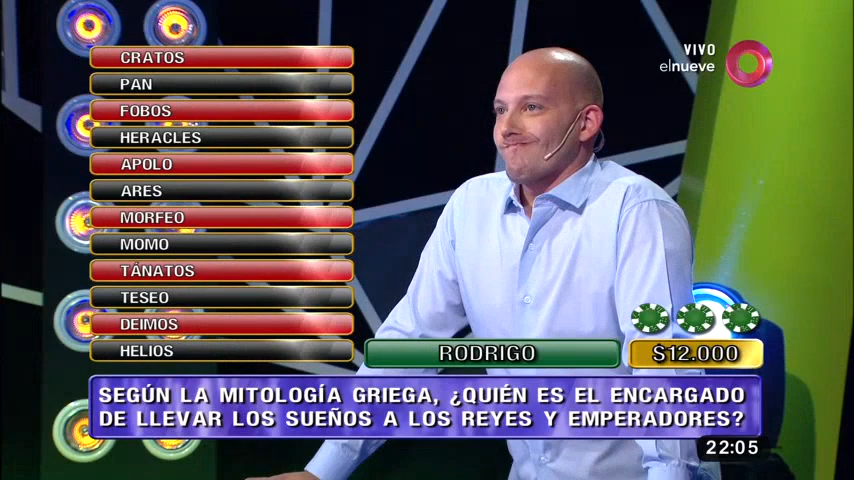 VIVO
elnueve
CRATOS
PAN
FOBOS
HERACLES
APOLO
ARES
MORFEO
MOMO
TÁNATOS
TESEO
DEIMOS
HELIOS
RODRIGO
$12.000
SEGÚN LA MITOLOGÍA GRIEGA, ¿QUIÉN ES EL ENCARGADO
DE LLEVAR LOS SUEÑOS A LOS REYES Y EMPERADORES?
22:05